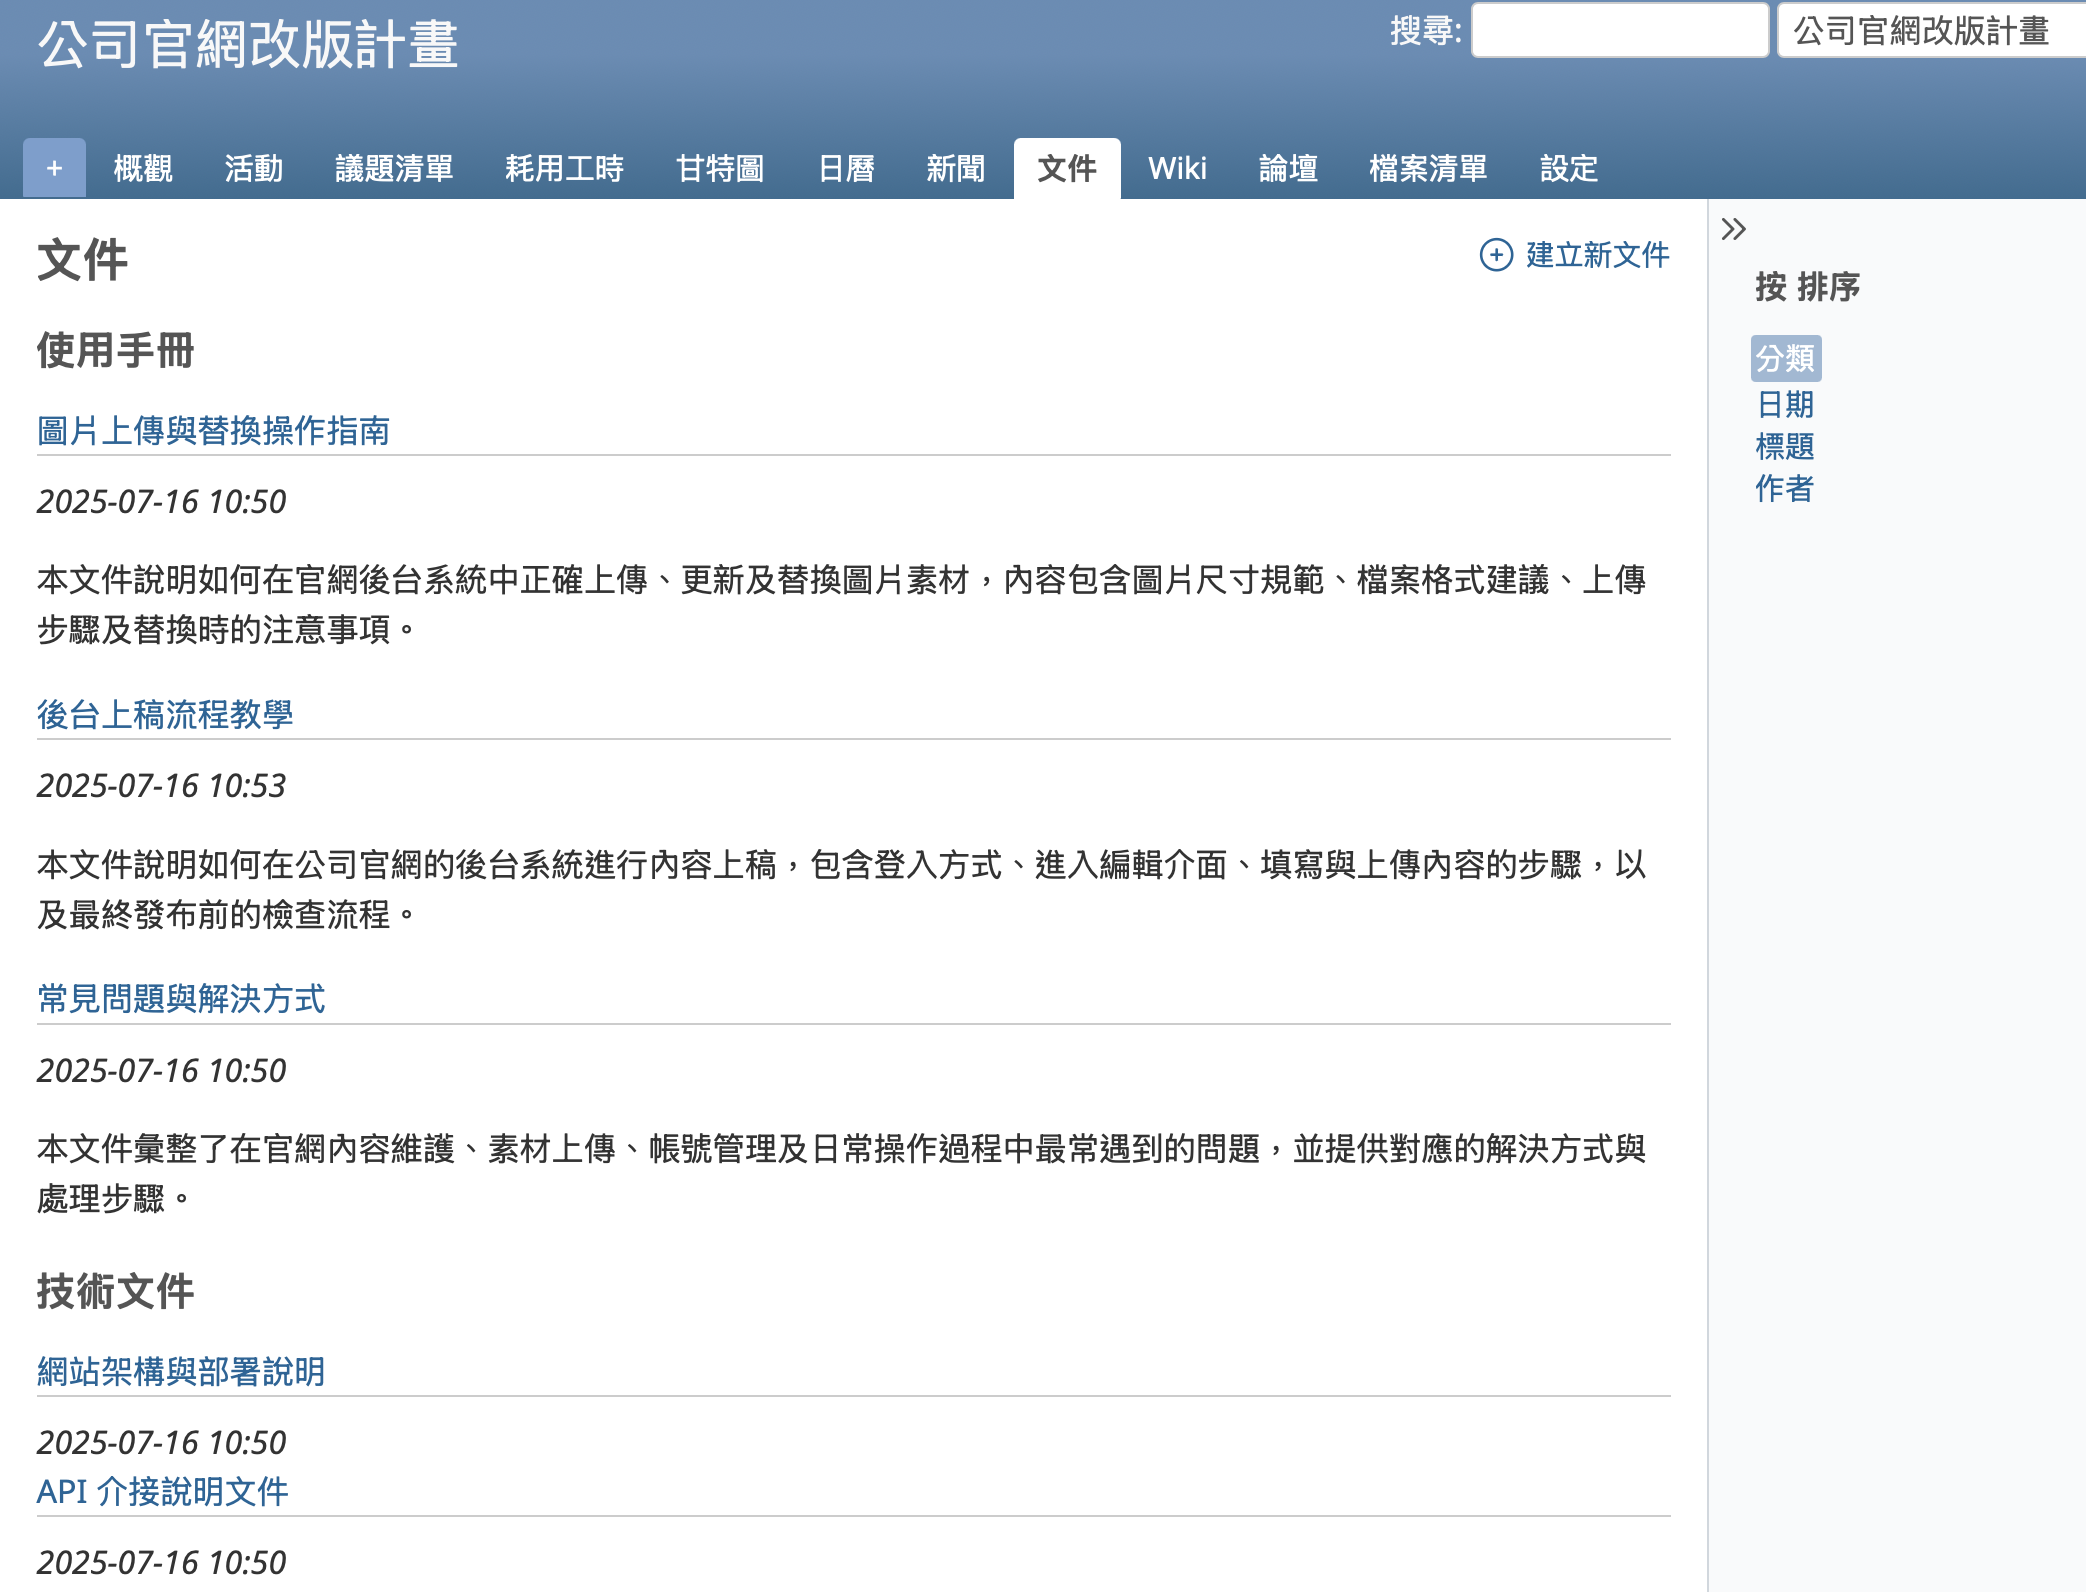 公司官網改版計畫
搜尋:
公司官網改版計畫
+ 概觀 活動 議題清單 耗用工時 甘特圖 日曆 新聞 文件 Wiki 論壇 檔案清單 設定
文件
建立新文件
使用手冊
圖片上傳與替換操作指南
2025-07-16 10:50
本文件說明如何在官網後台系統中正確上傳、更新及替換圖片素材，內容包含圖片尺寸規範、檔案格式建議、上傳
步驟及替換時的注意事項。
後台上稿流程教學
2025-07-16 10:53
本文件說明如何在公司官網的後台系統進行內容上稿，包含登入方式、進入編輯介面、填寫與上傳內容的步驟，以
及最終發布前的檢查流程。
常見問題與解決方式
2025-07-16 10:50
本文件彙整了在官網內容維護、素材上傳、帳號管理及日常操作過程中最常遇到的問題，並提供對應的解決方式與
處理步驟。
技術文件
網站架構與部署說明
2025-07-16 10:50
API 介接說明文件
2025-07-16 10:50
按 排序
分類
日期
標題
作者